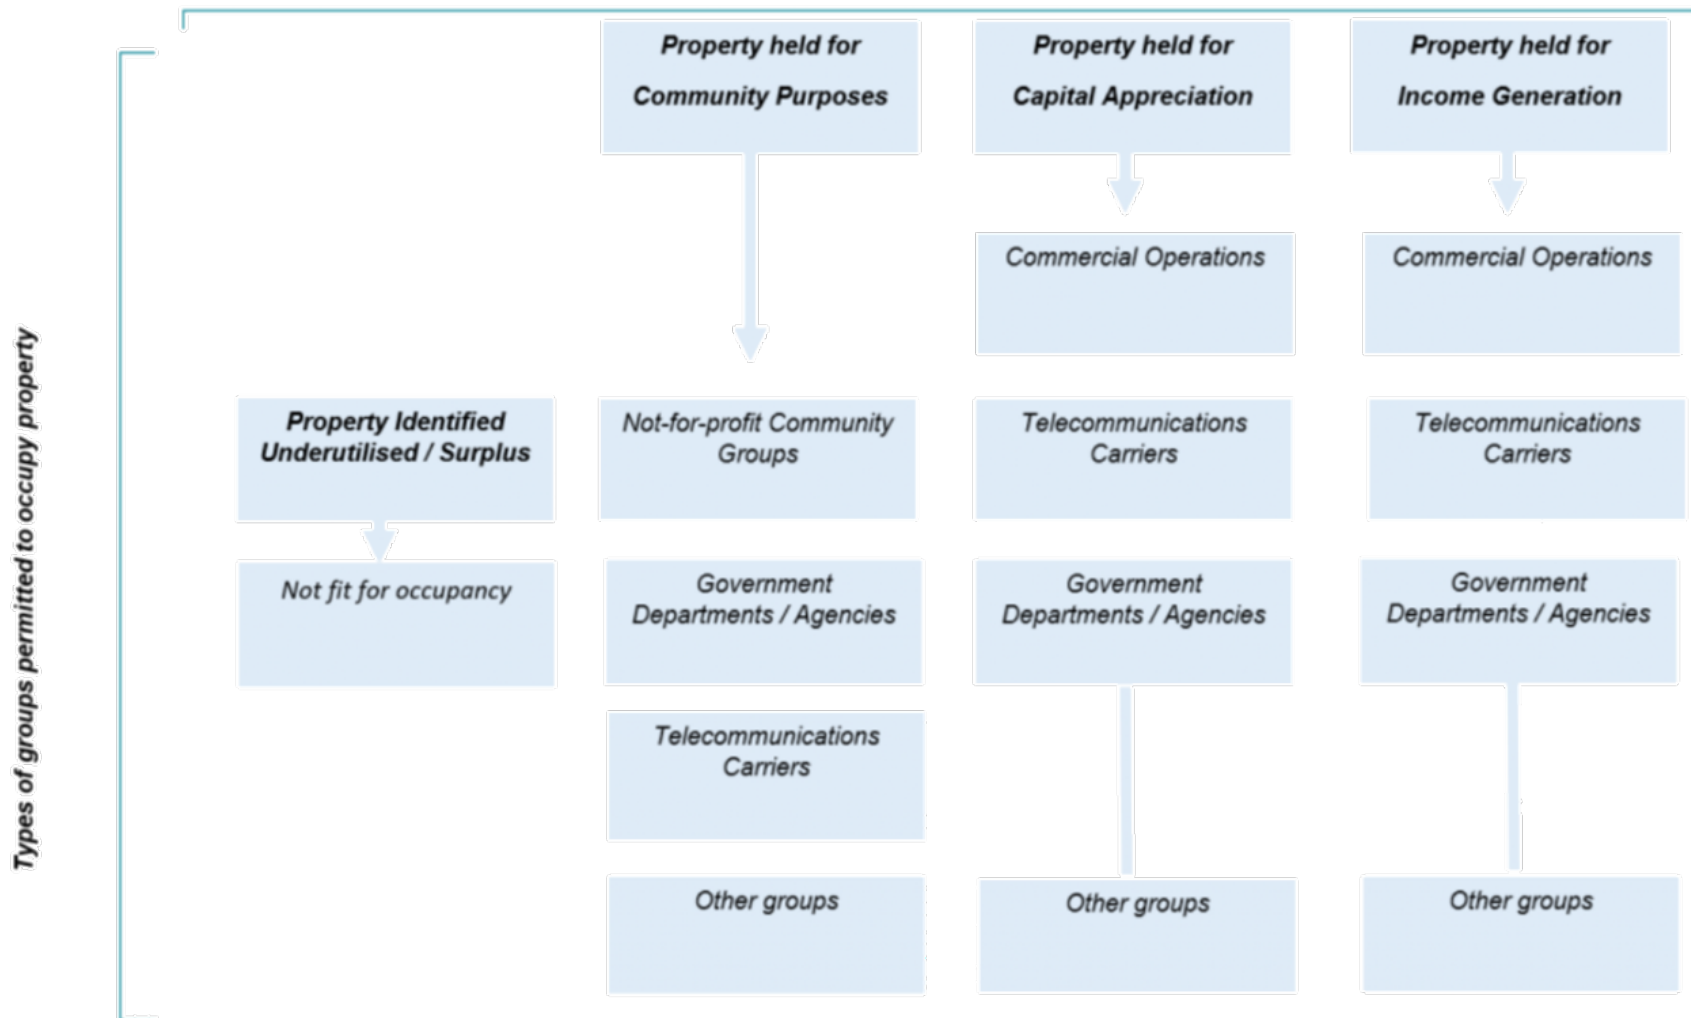 Types of groups permitted to occupy property
Property held for
Community Purposes
Property held for
Capital Appreciation
Property held for
Income Generation
Commercial Operations
Commercial Operations
Property Identified
Underutilised / Surplus
Not-for-profit Community
Groups
Telecommunications
Carriers
Telecommunications
Carriers
Not fit for occupancy
Government
Departments / Agencies
Government
Departments / Agencies
Government
Departments / Agencies
Telecommunications
Carriers
Other groups
Other groups
Other groups